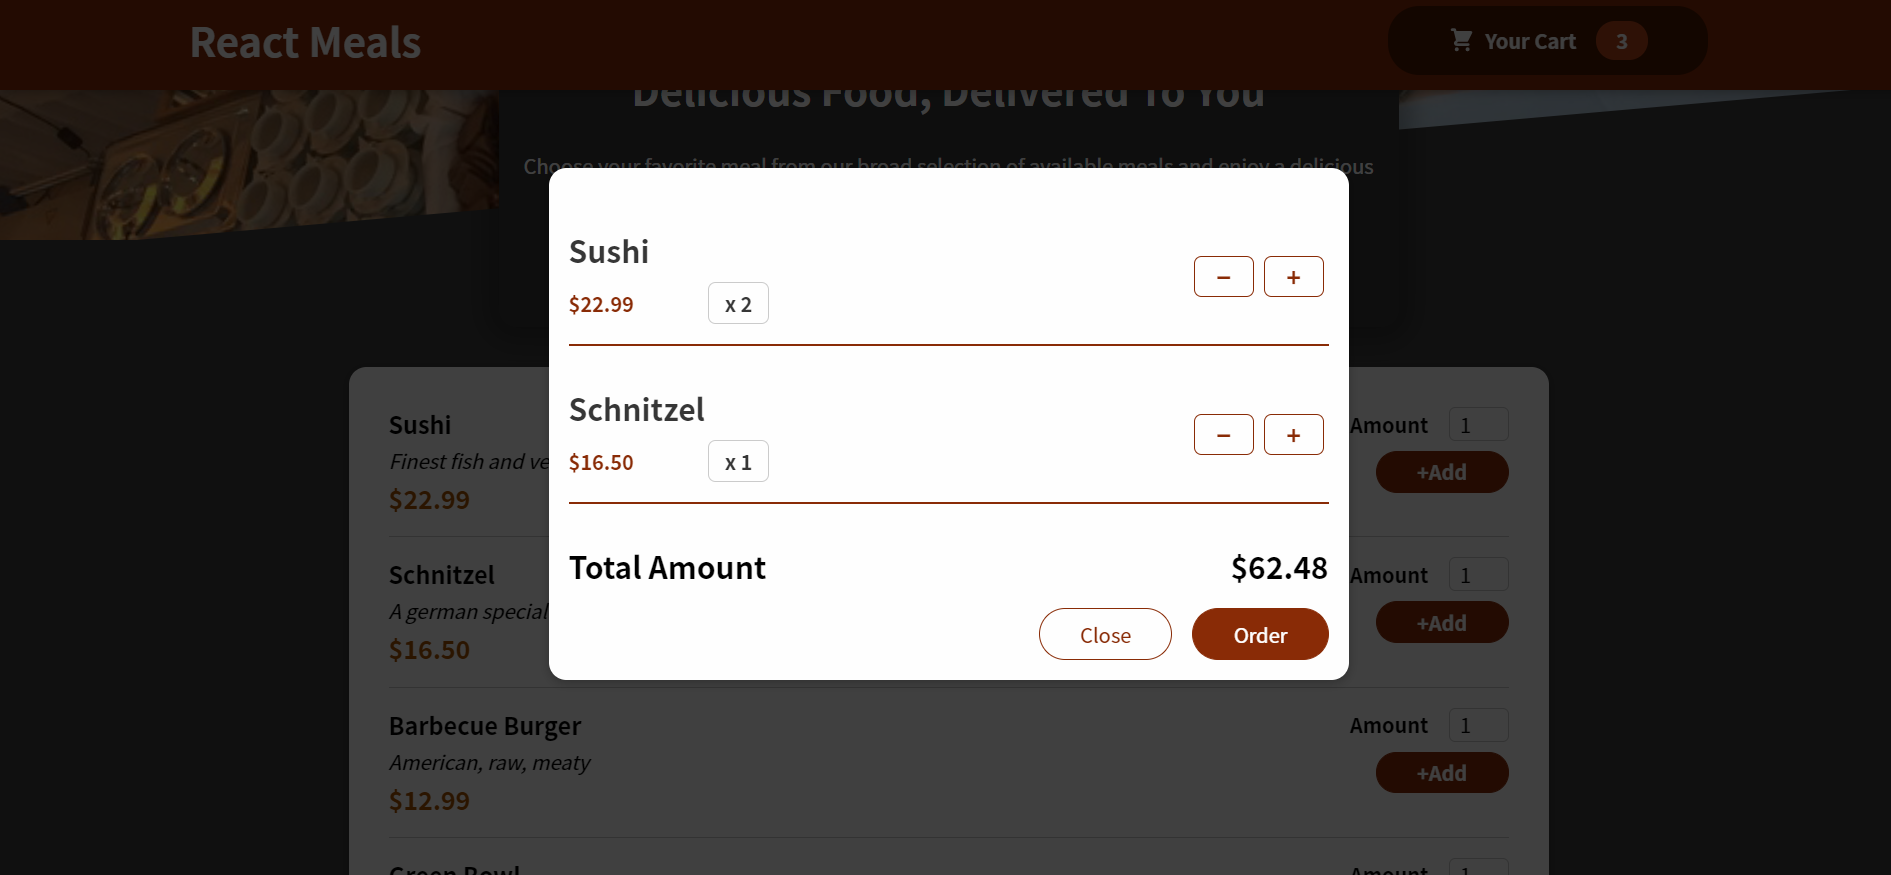 React Meals
Your Cart 3
Delicious Food, Delivered To You
Choose your favorite meal from our broad selection of available meals and enjoy a delicious
Sushi
$22.99 x 2
− +
Schnitzel
$16.50 x 1
− +
Total Amount $62.48
Close Order
Sushi
Finest fish and ve
$22.99
Amount 1
+Add
Schnitzel
A german special
$16.50
Amount 1
+Add
Barbecue Burger
American, raw, meaty
$12.99
Amount 1
+Add
Green Bowl
Amount 1